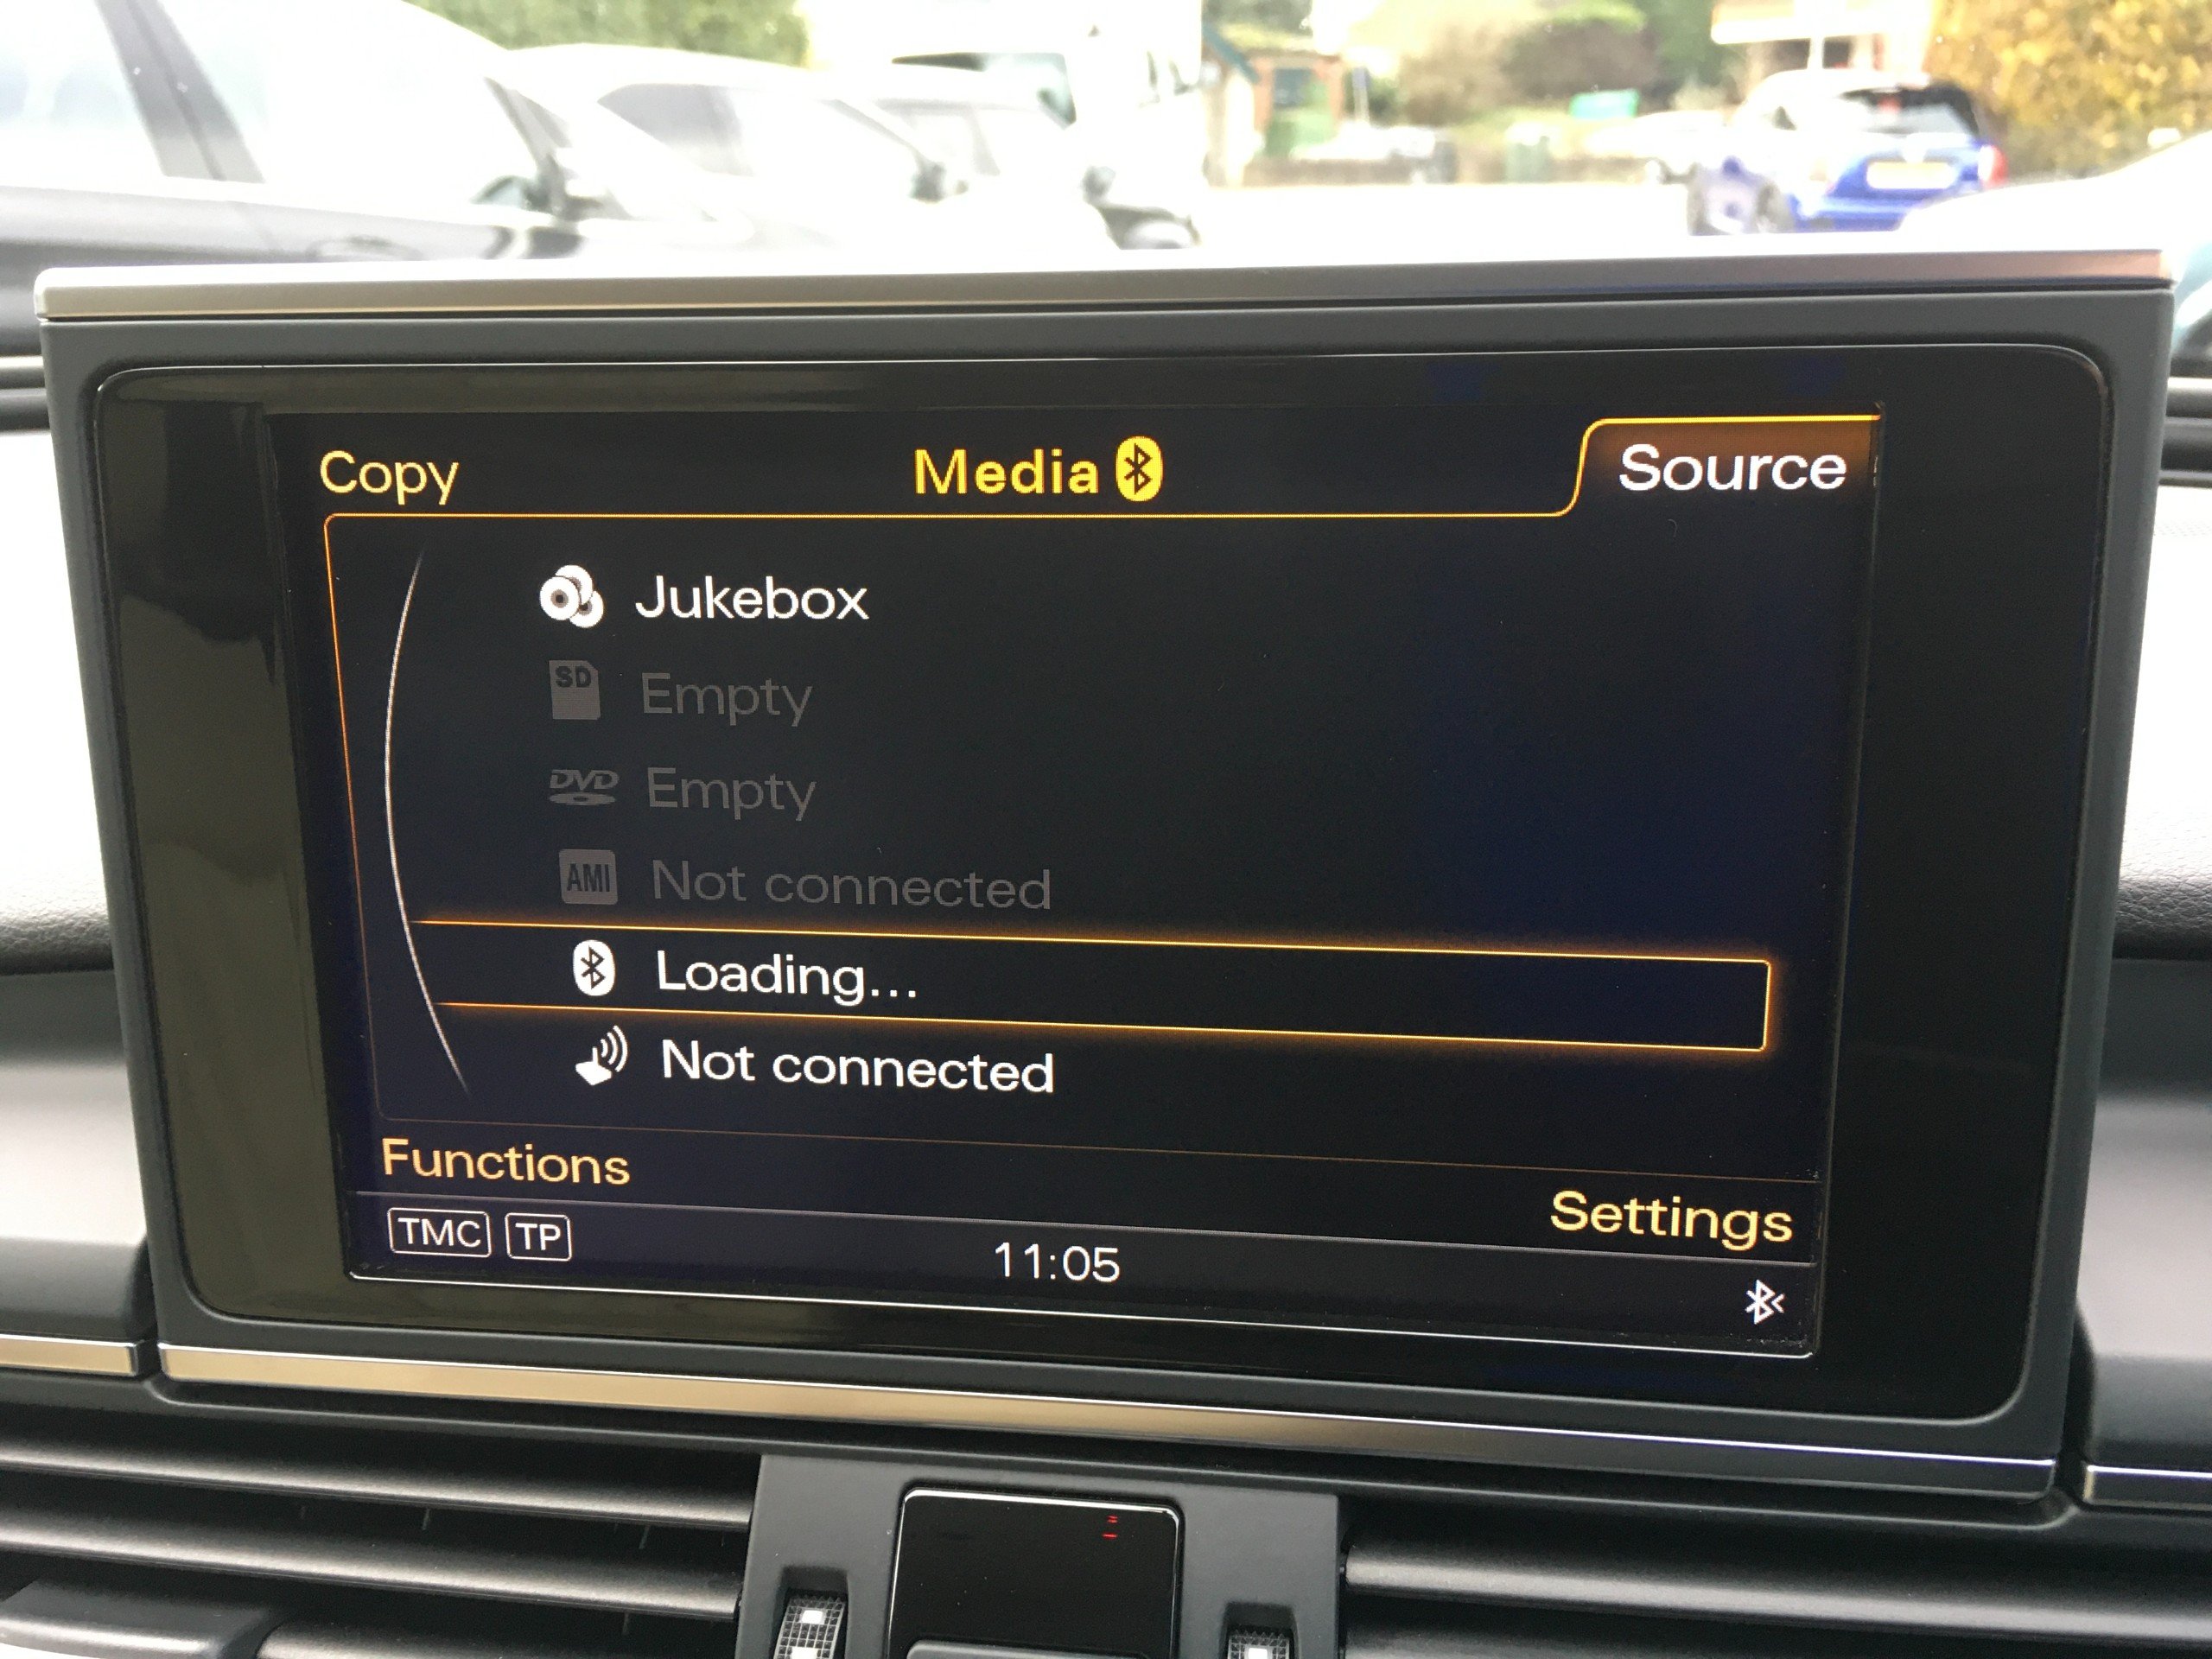 Copy Media Source
Jukebox
SD Empty
DVD Empty
AMI Not connected
Loading...
Not connected
Functions Settings
TMC TP 11:05